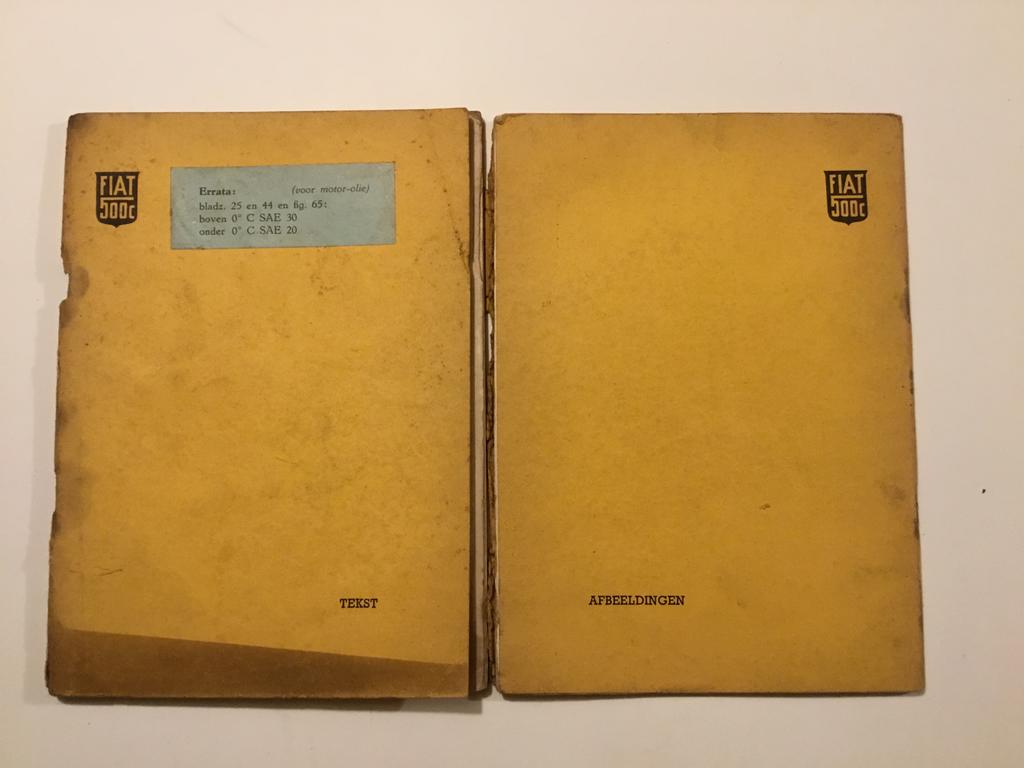 FIAT
500c
Errata: (voor motor-olie)
bladz. 25 en 44 en fig. 65:
boven 0° C SAE 30
onder 0° C SAE 20
TEKST
FIAT
500c
AFBEELDINGEN